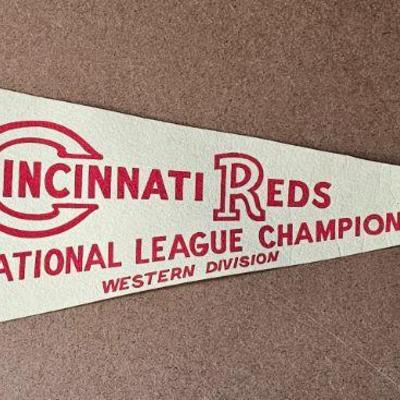 CINCINNATI REDS
ATIONAL LEAGUE CHAMPION
WESTERN DIVISION